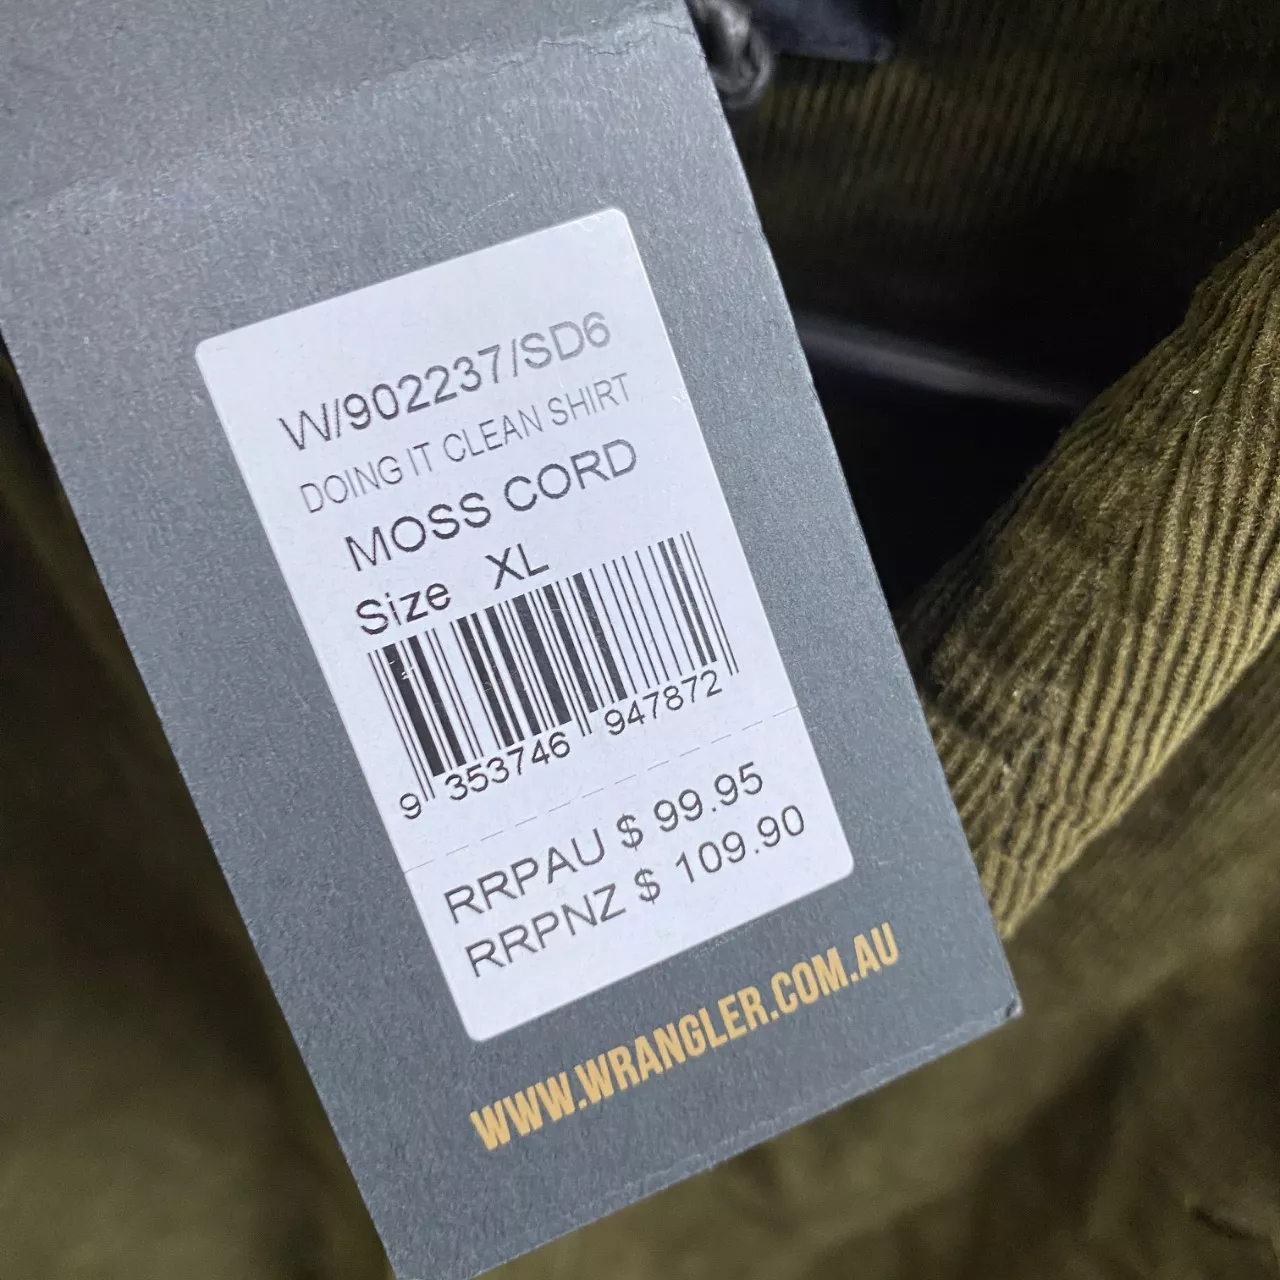 W/902237/SD6
DOING IT CLEAN SHIRT
MOSS CORD
Size XL
9 353746 947872
RRPAU $ 99.95
RRPNZ $ 109.90
WWW.WRANGLER.COM.AU